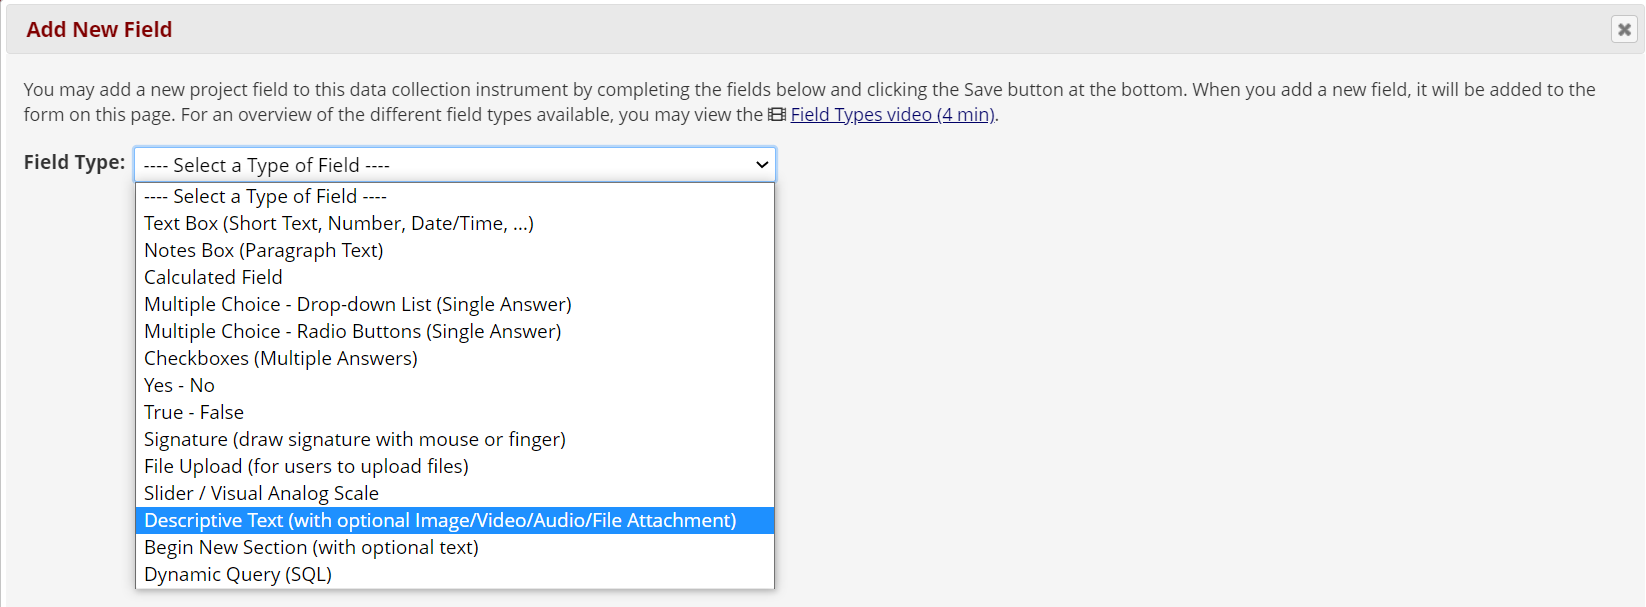 Add New Field
You may add a new project field to this data collection instrument by completing the fields below and clicking the Save button at the bottom. When you add a new field, it will be added to the
form on this page. For an overview of the different field types available, you may view the Field Types video (4 min).
Field Type: ---- Select a Type of Field ----
---- Select a Type of Field ----
Text Box (Short Text, Number, Date/Time, ...)
Notes Box (Paragraph Text)
Calculated Field
Multiple Choice - Drop-down List (Single Answer)
Multiple Choice - Radio Buttons (Single Answer)
Checkboxes (Multiple Answers)
Yes - No
True - False
Signature (draw signature with mouse or finger)
File Upload (for users to upload files)
Slider / Visual Analog Scale
Descriptive Text (with optional Image/Video/Audio/File Attachment)
Begin New Section (with optional text)
Dynamic Query (SQL)